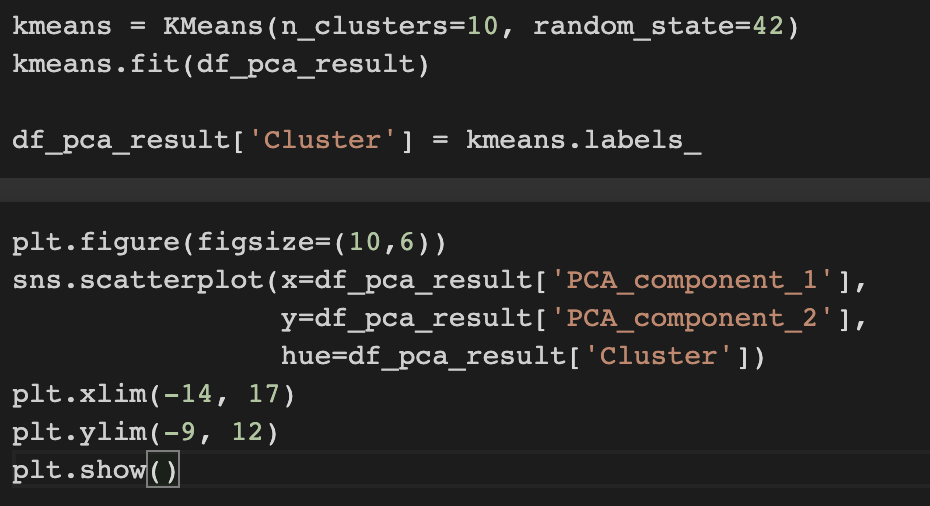 kmeans = KMeans(n_clusters=10, random_state=42)
kmeans.fit(df_pca_result)
df_pca_result['Cluster'] = kmeans.labels_
plt.figure(figsize=(10,6))
sns.scatterplot(x=df_pca_result['PCA_component_1'],
y=df_pca_result['PCA_component_2'],
hue=df_pca_result['Cluster'])
plt.xlim(-14, 17)
plt.ylim(-9, 12)
plt.show()